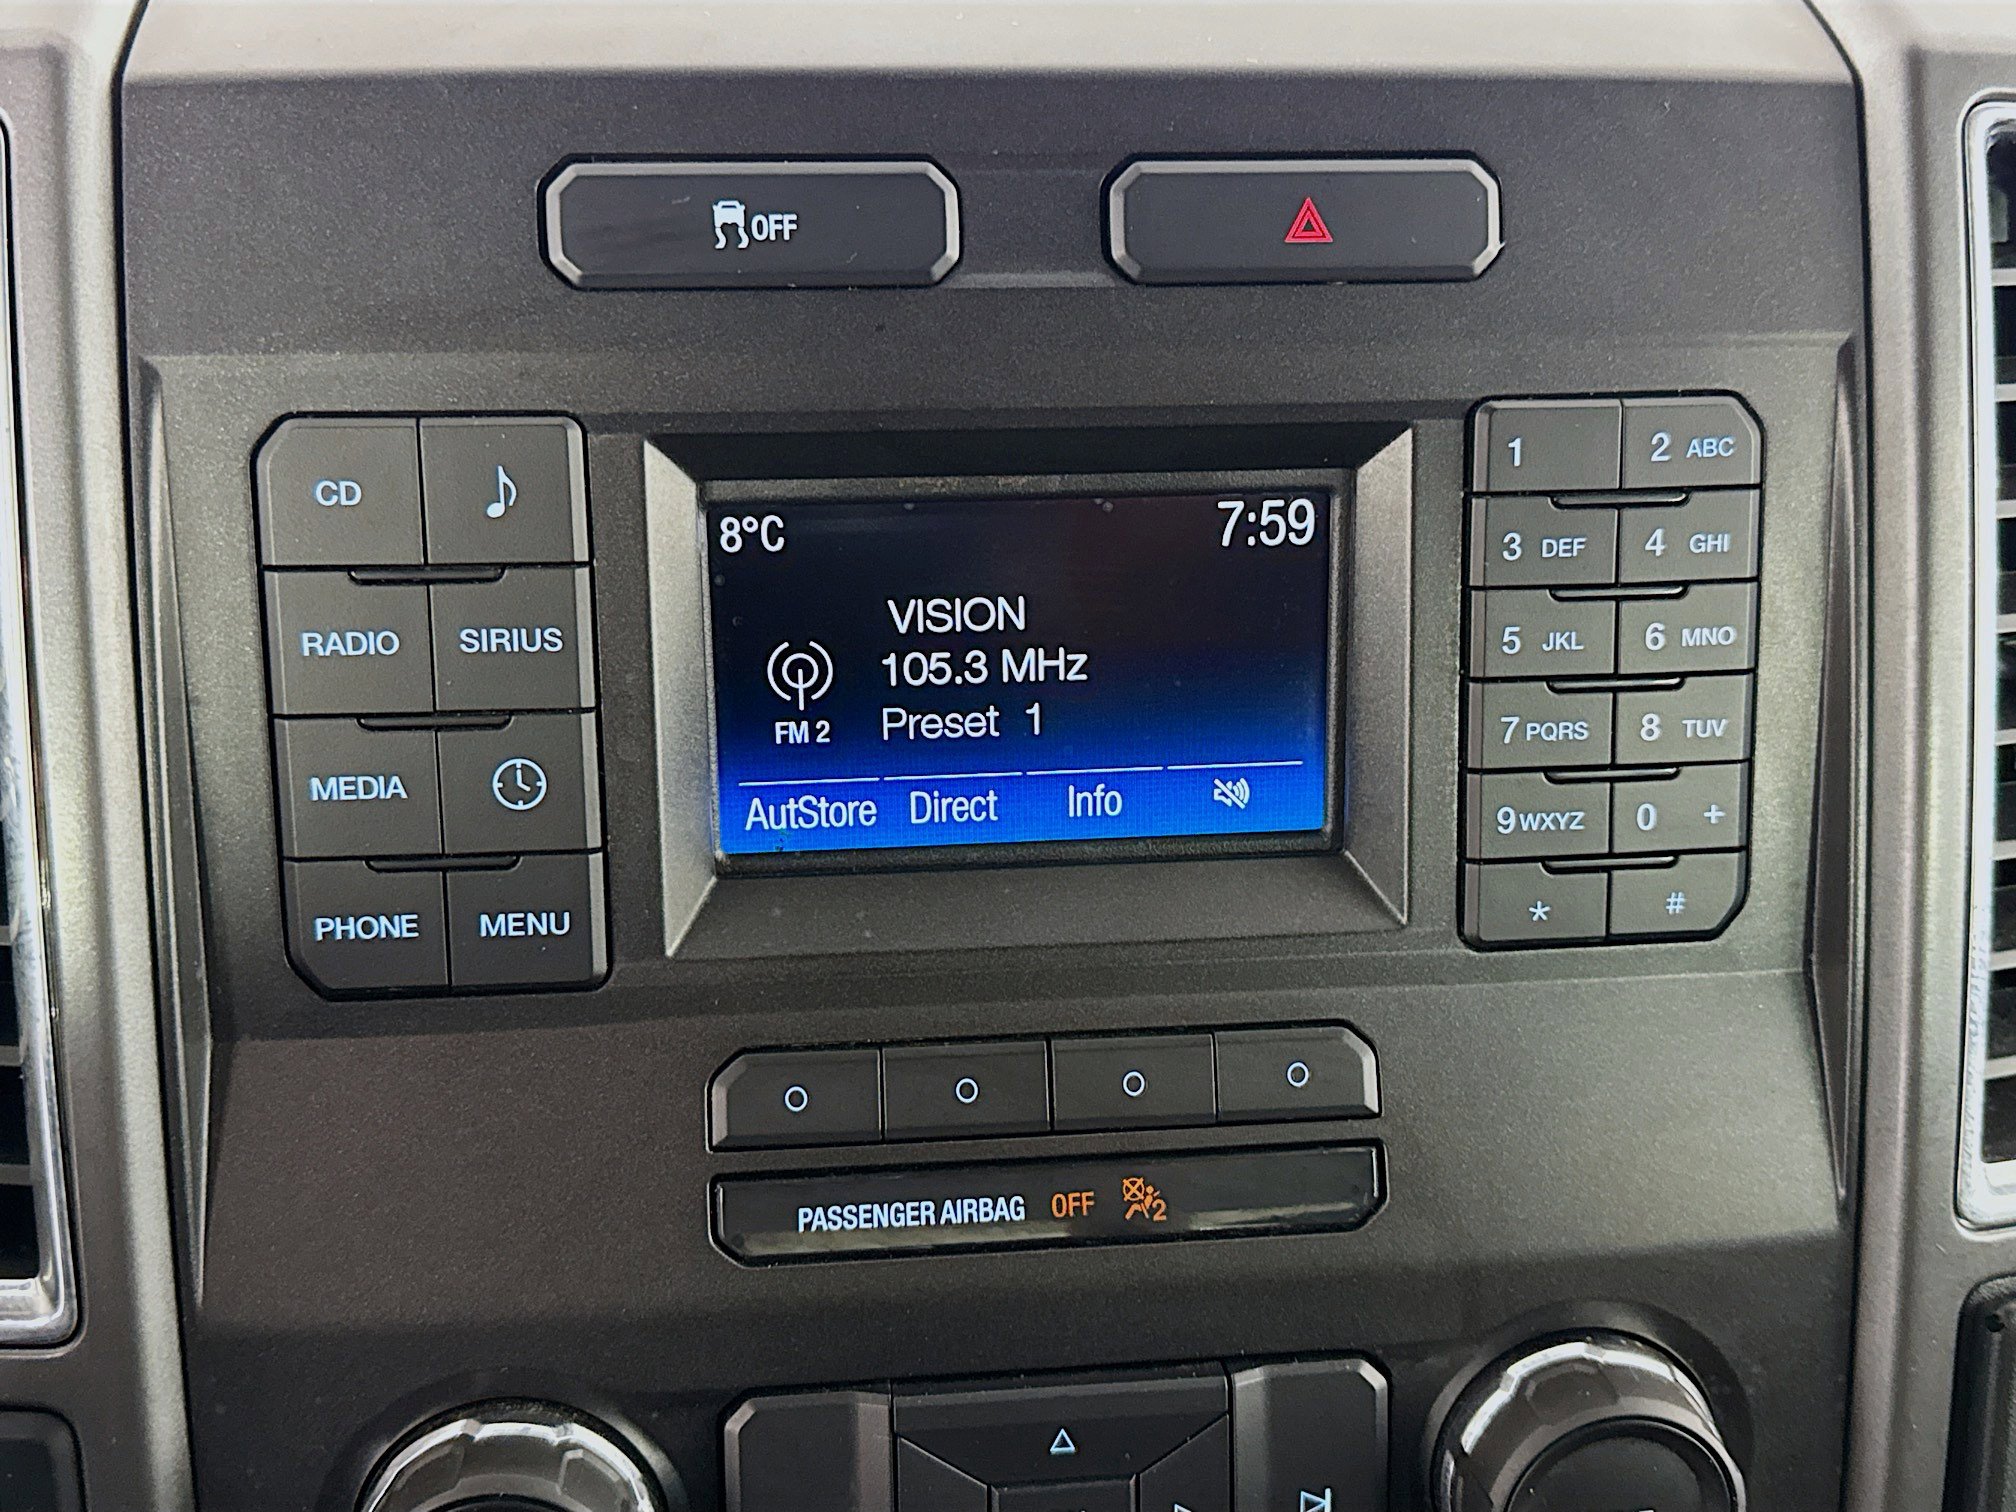 OFF
CD
RADIO SIRIUS
MEDIA
PHONE MENU
8°C 7:59
VISION
105.3 MHz
FM 2 Preset 1
AutStore Direct Info
1 2 ABC
3 DEF 4 GHI
5 JKL 6 MNO
7 PQRS 8 TUV
9 WXYZ 0 +
* #
PASSENGER AIRBAG OFF 2